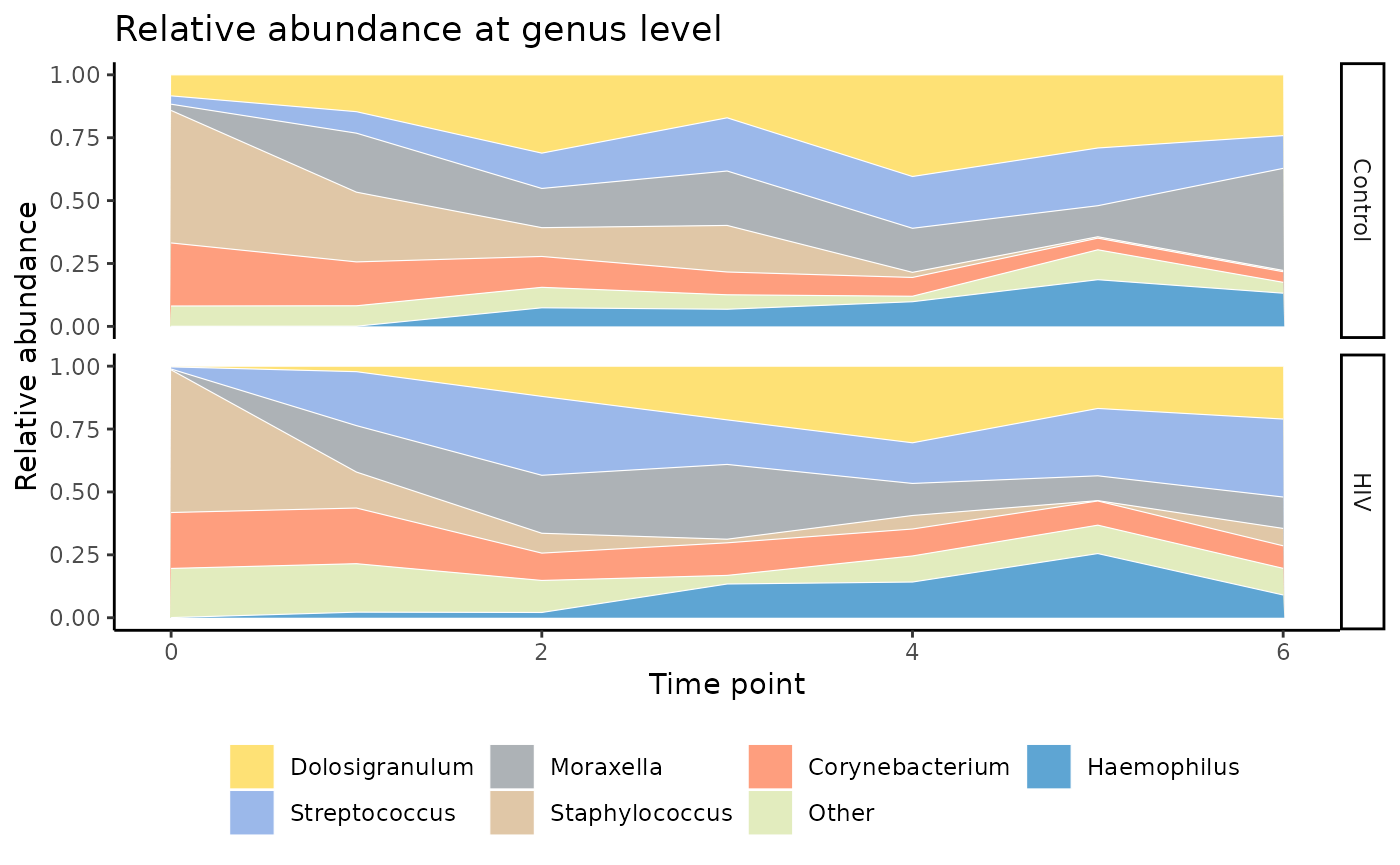 Relative abundance at genus level
Relative abundance
1.00
0.75
0.50
0.25
0.00
Control
1.00
0.75
0.50
0.25
0.00
HIV
0 2 4 6
Time point
Dolosigranulum Moraxella Corynebacterium Haemophilus
Streptococcus Staphylococcus Other